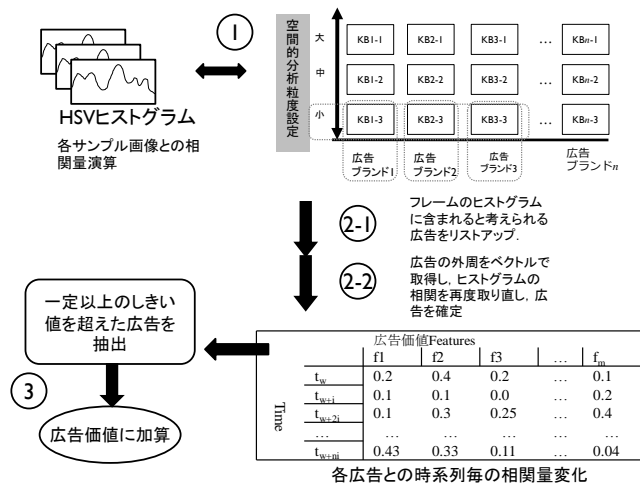 1
HSVヒストグラム
各サンプル画像との相
関量演算
空間的分析粒度設定
大
中
小
KB1-1
KB2-1
KB3-1
…
KBn-1
KB1-2
KB2-2
KB3-2
…
KBn-2
KB1-3
KB2-3
KB3-3
…
KBn-3
広告
ブランド1
広告
ブランド2
広告
ブランド3
広告
ブランドn
2-1
フレームのヒストグラム
に含まれると考えられる
広告をリストアップ.
2-2
広告の外周をベクトルで
取得し, ヒストグラムの
相関を再度取り直し, 広
告を確定
一定以上のしきい
値を超えた広告を
抽出
3
広告価値に加算
広告価値Features
f1 f2 f3 … fm
Time
tw 0.2 0.4 0.2 0.1
tw+i 0.1 0.1 0.0 … 0.2
tw+2i 0.1 0.3 0.25 … 0.4
… … … … …
tw+ni 0.43 0.33 0.11 … 0.04
各広告との時系列毎の相関量変化